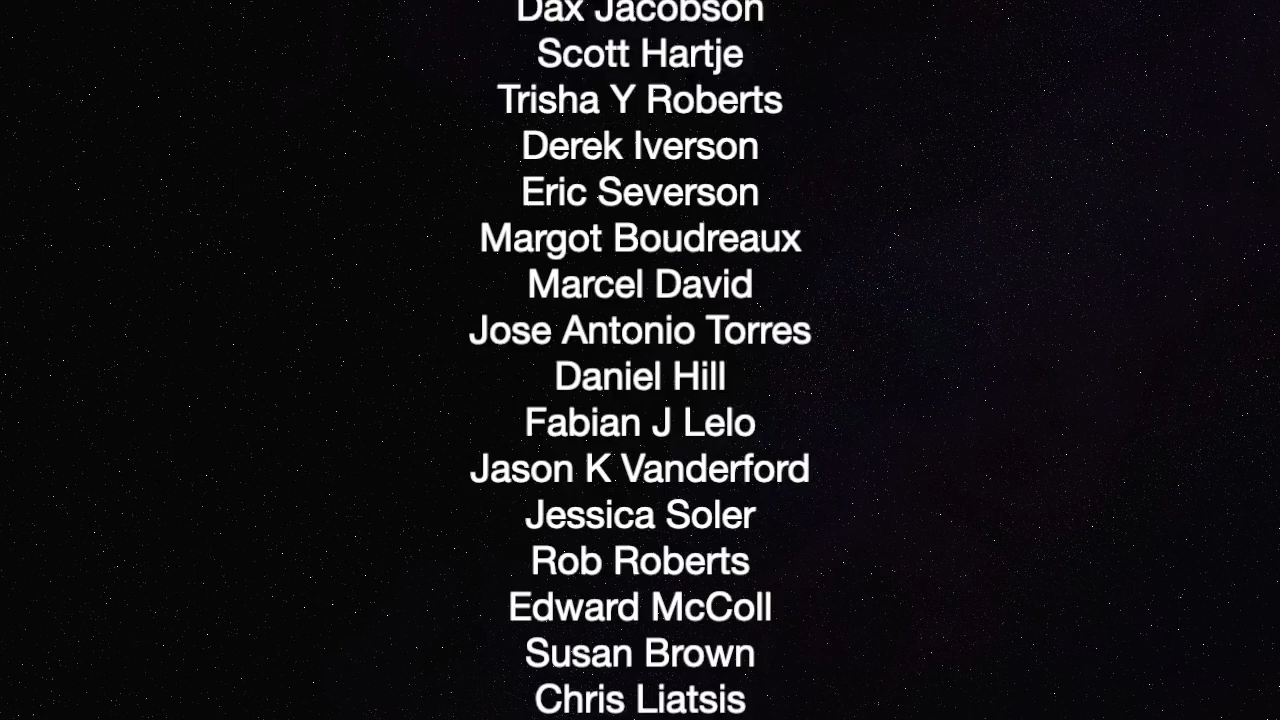 Dax Jacobson
Scott Hartje
Trisha Y Roberts
Derek Iverson
Eric Severson
Margot Boudreaux
Marcel David
Jose Antonio Torres
Daniel Hill
Fabian J Lelo
Jason K Vanderford
Jessica Soler
Rob Roberts
Edward McColl
Susan Brown
Chris Liatsis